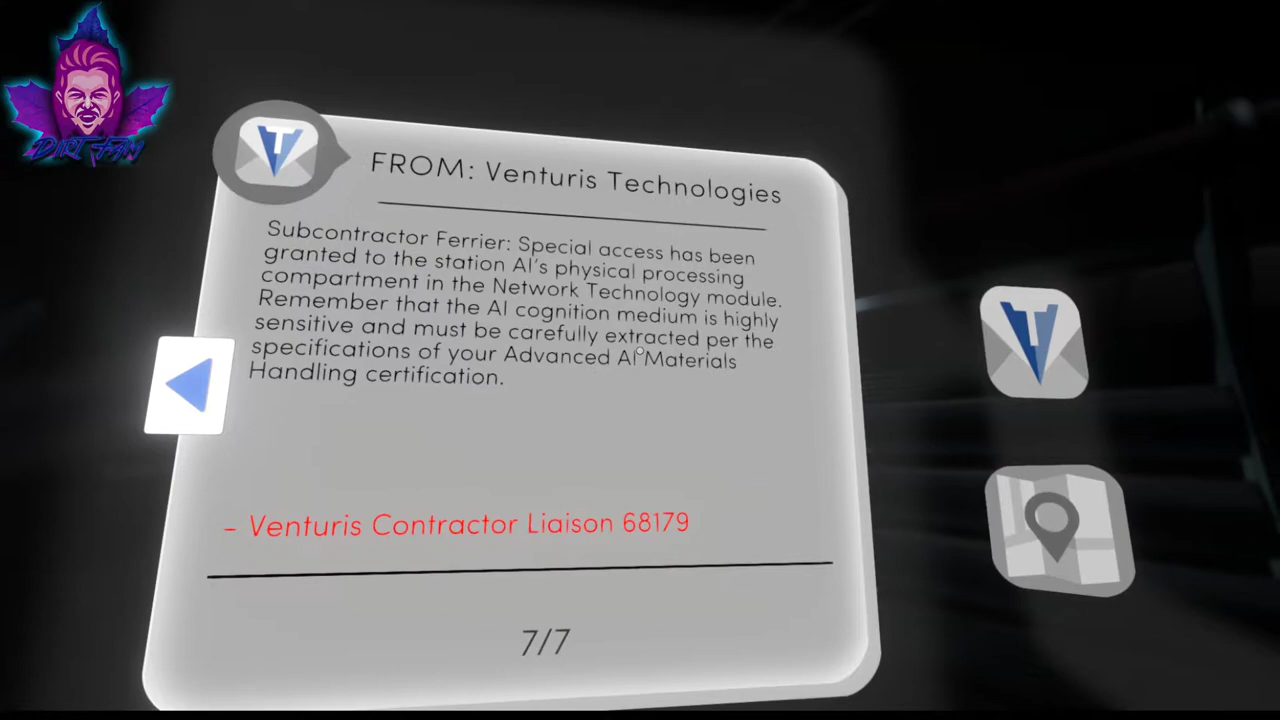 DIRT FAM
FROM: Venturis Technologies
Subcontractor Ferrier: Special access has been
granted to the station AI's physical processing
compartment in the Network Technology module.
Remember that the AI cognition medium is highly
sensitive and must be carefully extracted per the
specifications of your Advanced AI Materials
Handling certification.
– Venturis Contractor Liaison 68179
7/7